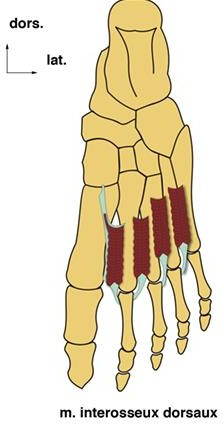 dors.
lat.
m. interosseux dorsaux